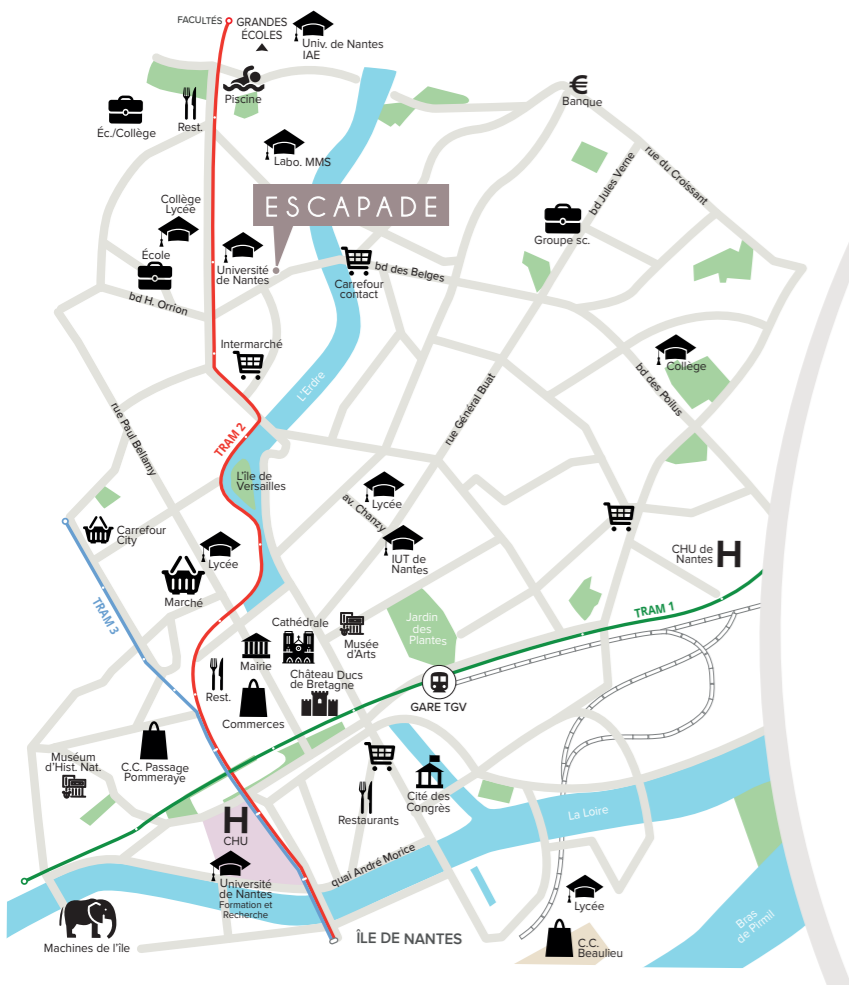 FACULTÉS
GRANDES
ÉCOLES
Univ. de Nantes
IAE
Piscine
€
Banque
Éc./Collège
Rest.
Labo. MMS
rue du Croissant
bd Jules Verne
Collège
Lycée
ESCAPADE
École
Université
de Nantes
Groupe sc.
bd des Belges
Carrefour
contact
bd H. Orrion
Intermarché
L'Erdre
Collège
bd des Poilus
rue Général Buat
rue Paul Bellamy
TRAM 2
L'île de
Versailles
Lycée
av. Chanzy
Carrefour
City
Lycée
IUT de
Nantes
CHU de
Nantes
H
Marché
TRAM 3
TRAM 1
Cathédrale
Jardin
des
Plantes
Musée
d'Arts
Mairie
Château Ducs
de Bretagne
Rest.
Commerces
GARE TGV
Muséum
d'Hist. Nat.
C.C. Passage
Pommeraye
Cité des
Congrès
Restaurants
H
CHU
La Loire
quai André Morice
Université
de Nantes
Formation et
Recherche
Lycée
Bras
de Pirmil
Machines de l'île
ÎLE DE NANTES
C.C.
Beaulieu